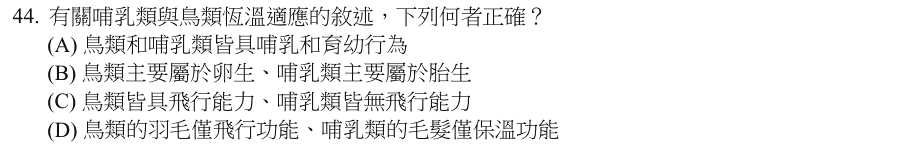 44. 有關哺乳類與鳥類恆溫適應的敘述，下列何者正確？
(A) 鳥類和哺乳類皆具哺乳和育幼行為
(B) 鳥類主要屬於卵生、哺乳類主要屬於胎生
(C) 鳥類皆具飛行能力、哺乳類皆無飛行能力
(D) 鳥類的羽毛僅飛行功能、哺乳類的毛髮僅保溫功能